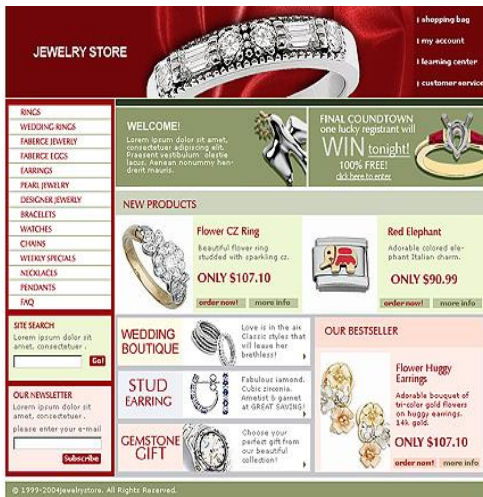 JEWELRY STORE
shopping bag
my account
learning center
customer service
RINGS
WEDDING RINGS
FABERGE JEWERLY
FABERGE EGGS
EARRINGS
PEARL JEWELRY
DESIGNER JEWERLY
BRACELETS
WATCHES
CHAINS
WEEKLY SPECIALS
NECKLACES
PENDANTS
FAQ
SITE SEARCH
Lorem ipsum dolor sit
amet, consectetuer .
Go!
OUR NEWSLETTER
Lorem ipsum dolor sit
amet, consectetuer
please enter your e-mail
Subscribe
WELCOME!
Lorem ipsum dolor sit amet,
consectetuer adipiscing elit.
Praesent vestibulum olestie
lacus. Aenean nonummy hen-
drerit mauris.
FINAL COUNTDOWN
one lucky registrant will
WIN tonight!
100% FREE!
click here to enter
NEW PRODUCTS
Flower CZ Ring
Beautiful flower ring
studded with sparkling cz.
ONLY $107.10
order now! more info
Red Elephant
Adorable colored ele-
phant Italian charm.
ONLY $90.99
order now! more info
WEDDING
BOUTIQUE
Love is in the aix
Classic styles that
will leave her
brethless!
STUD
EARRING
Fabulous iamond.
Cubic zirconia.
Ametist & garnet
at GREAT SAVING!
GEMSTONE
GIFT
Choose your
perfect gift from
our beautiful
collection!
OUR BESTSELLER
Flower Huggy
Earrings
Adorable bouquet of
tri-color gold flowers
on huggy earrings.
14k. gold.
ONLY $107.10
order now! more info
© 1999-2004jewelrystore. All Rights Reserved.